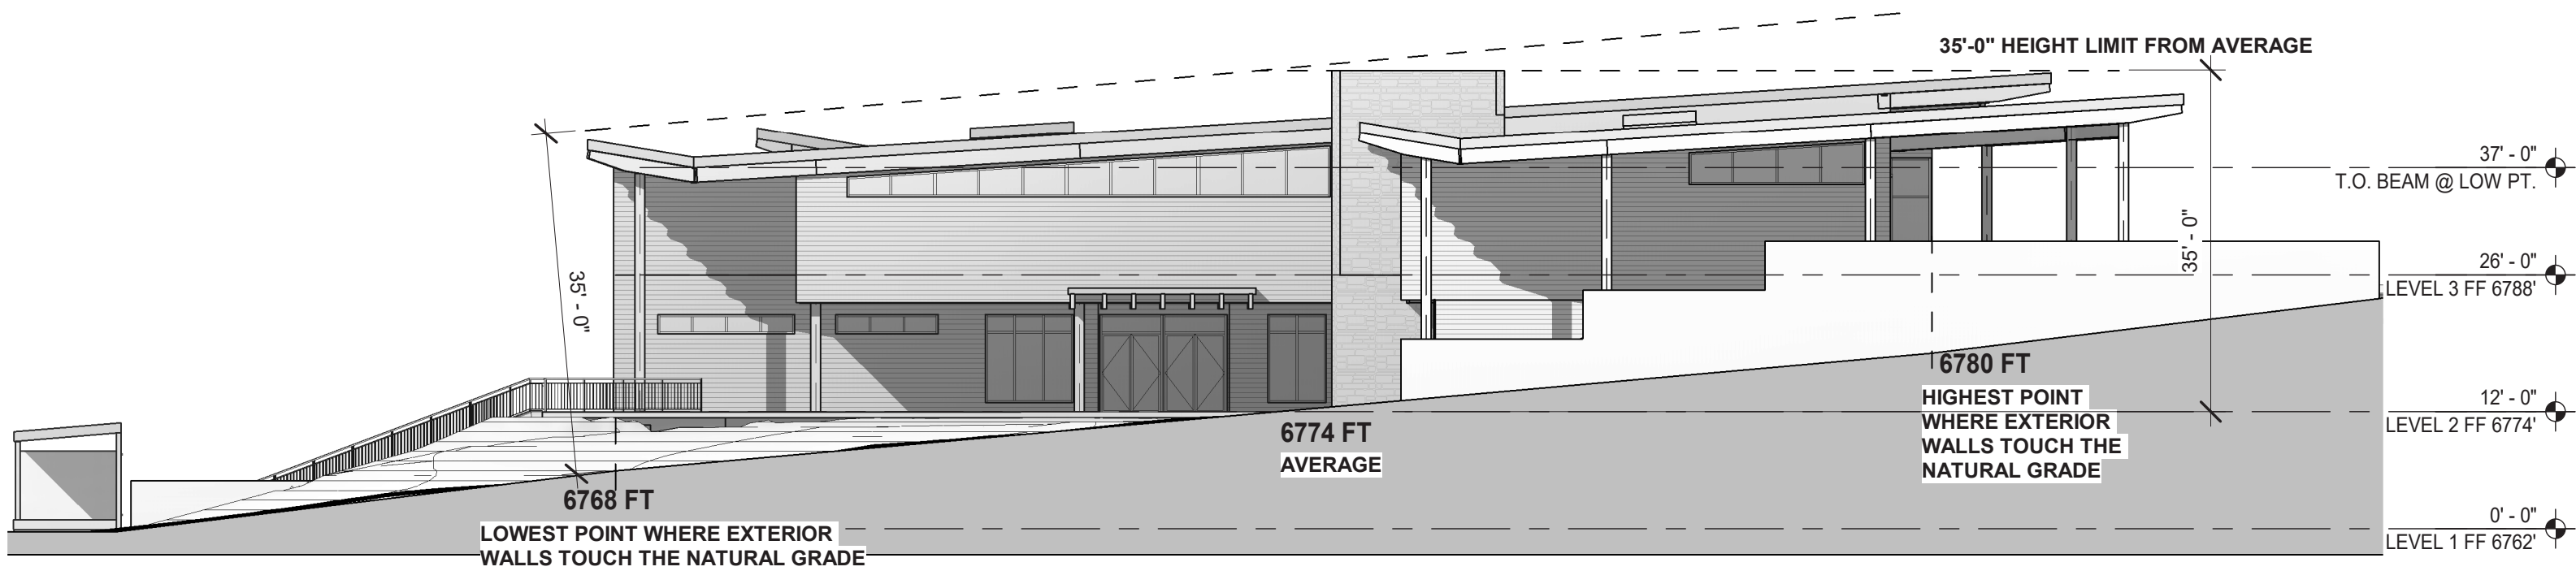 35'-0" HEIGHT LIMIT FROM AVERAGE
37' - 0"
T.O. BEAM @ LOW PT.
35' - 0"
35' - 0"
26' - 0"
LEVEL 3 FF 6788'
6780 FT
HIGHEST POINT
WHERE EXTERIOR
WALLS TOUCH THE
NATURAL GRADE
12' - 0"
LEVEL 2 FF 6774'
6774 FT
AVERAGE
6768 FT
LOWEST POINT WHERE EXTERIOR
WALLS TOUCH THE NATURAL GRADE
0' - 0"
LEVEL 1 FF 6762'